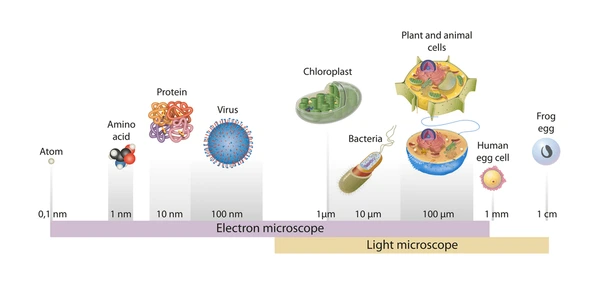 Plant and animal
cells
Chloroplast
Protein
Virus
Amino
acid
Atom
Bacteria
Human
egg cell
Frog
egg
0,1 nm
1 nm
10 nm
100 nm
1µm
10 µm
100 µm
1 mm
1 cm
Electron microscope
Light microscope